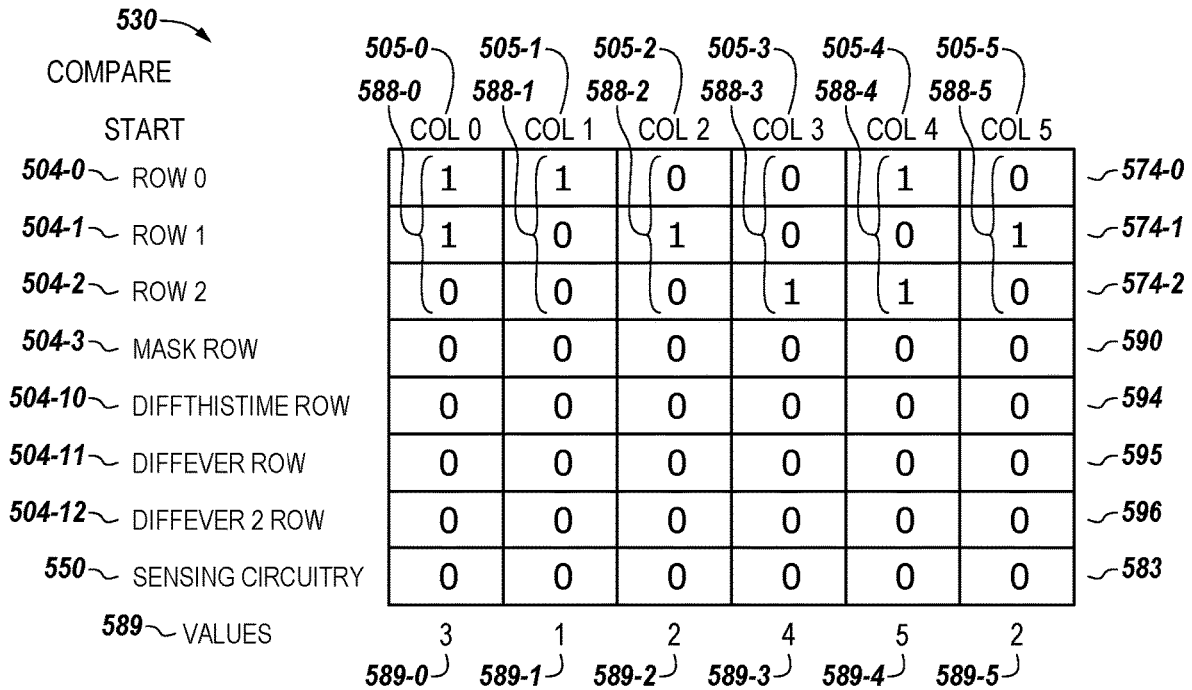 530
505-0 505-1 505-2 505-3 505-4 505-5
COMPARE
588-0 588-1 588-2 588-3 588-4 588-5
START COL 0 COL 1 COL 2 COL 3 COL 4 COL 5
504-0 ROW 0 1 1 0 0 1 0 574-0
504-1 ROW 1 1 0 1 0 0 1 574-1
504-2 ROW 2 0 0 0 1 1 0 574-2
504-3 MASK ROW 0 0 0 0 0 0 590
504-10 DIFFTHISTIME ROW 0 0 0 0 0 0 594
504-11 DIFFEVER ROW 0 0 0 0 0 0 595
504-12 DIFFEVER 2 ROW 0 0 0 0 0 0 596
550 SENSING CIRCUITRY 0 0 0 0 0 0 583
589 VALUES 3 1 2 4 5 2
589-0 589-1 589-2 589-3 589-4 589-5